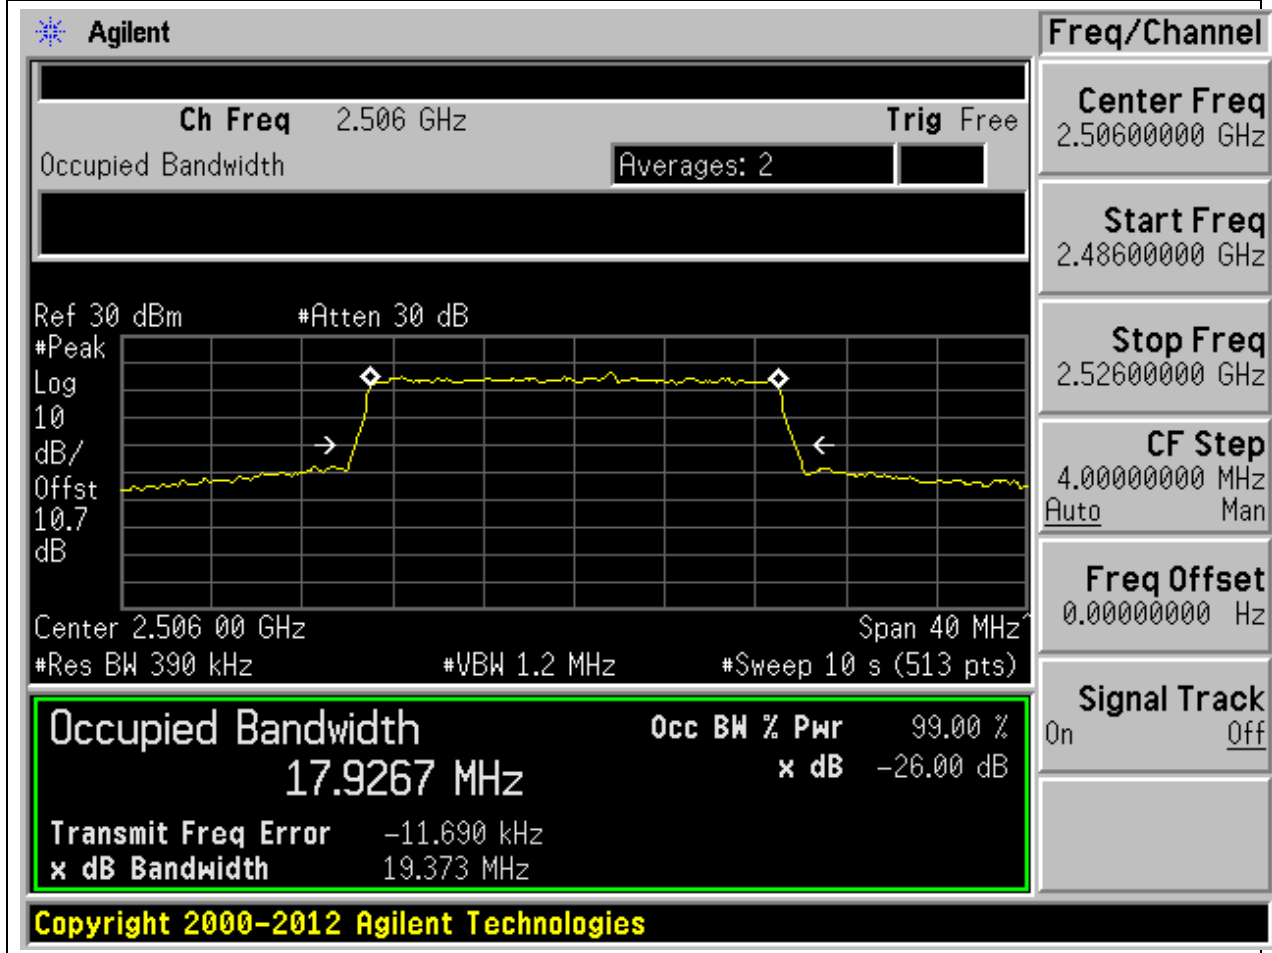 Agilent
Freq/Channel
Ch Freq 2.506 GHz Trig Free
Occupied Bandwidth Averages: 2
Center Freq
2.50600000 GHz
Start Freq
2.48600000 GHz
Stop Freq
2.52600000 GHz
CF Step
4.00000000 MHz
Auto Man
Freq Offset
0.00000000 Hz
Signal Track
On Off
Ref 30 dBm #Atten 30 dB
#Peak
Log
10
dB/
Offst
10.7
dB
Center 2.506 00 GHz Span 40 MHz^
#Res BW 390 kHz #VBW 1.2 MHz #Sweep 10 s (513 pts)
Occupied Bandwidth Occ BW % Pwr 99.00 %
17.9267 MHz x dB -26.00 dB
Transmit Freq Error -11.690 kHz
x dB Bandwidth 19.373 MHz
Copyright 2000-2012 Agilent Technologies